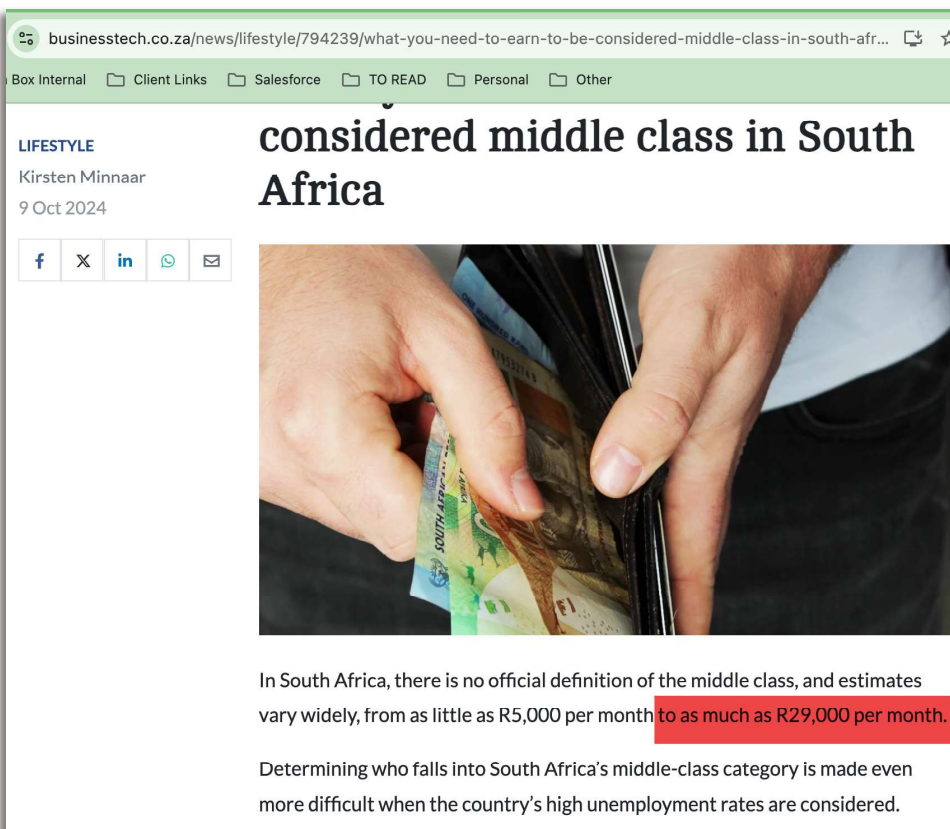 businesstech.co.za/news/lifestyle/794239/what-you-need-to-earn-to-be-considered-middle-class-in-south-afr...
Box Internal Client Links Salesforce TO READ Personal Other
LIFESTYLE
Kirsten Minnaar
9 Oct 2024
considered middle class in South
Africa
SOUTH AFRICAN
In South Africa, there is no official definition of the middle class, and estimates
vary widely, from as little as R5,000 per month to as much as R29,000 per month.
Determining who falls into South Africa's middle-class category is made even
more difficult when the country's high unemployment rates are considered.